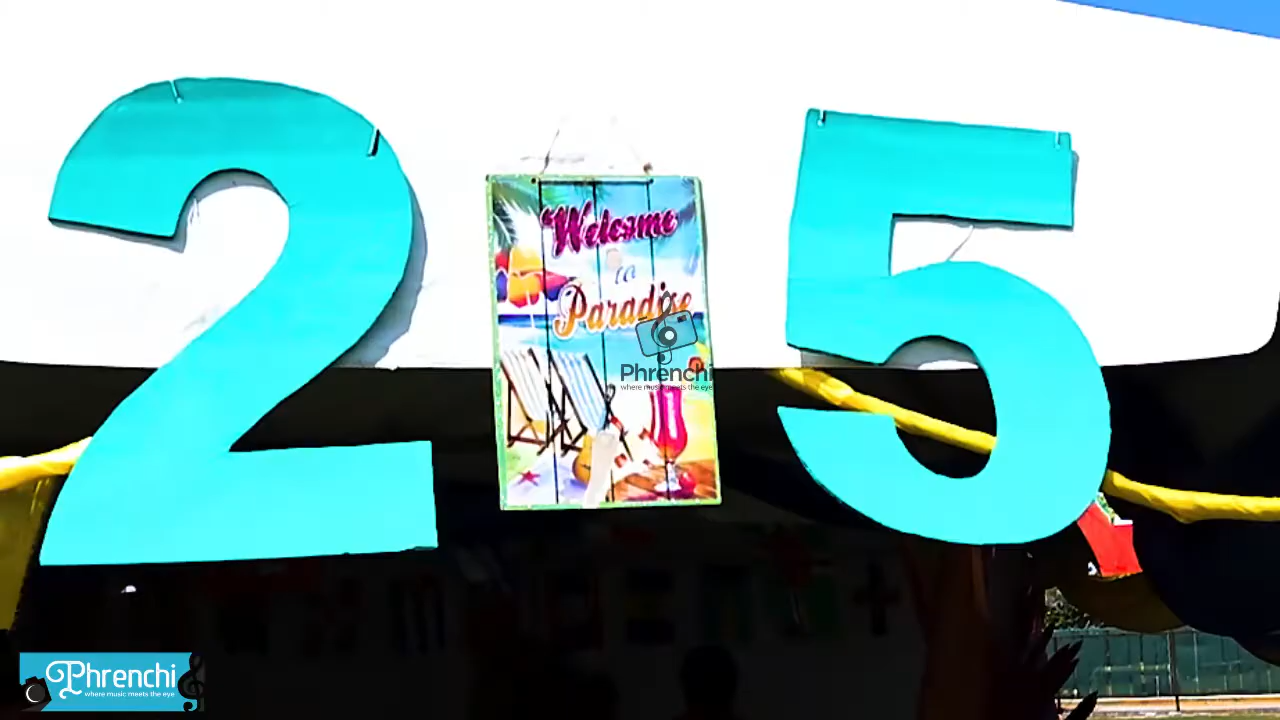 2 5
Welcome
to
Paradise
Phrenchi
where music meets the eye
Phrenchi
where music meets the eye